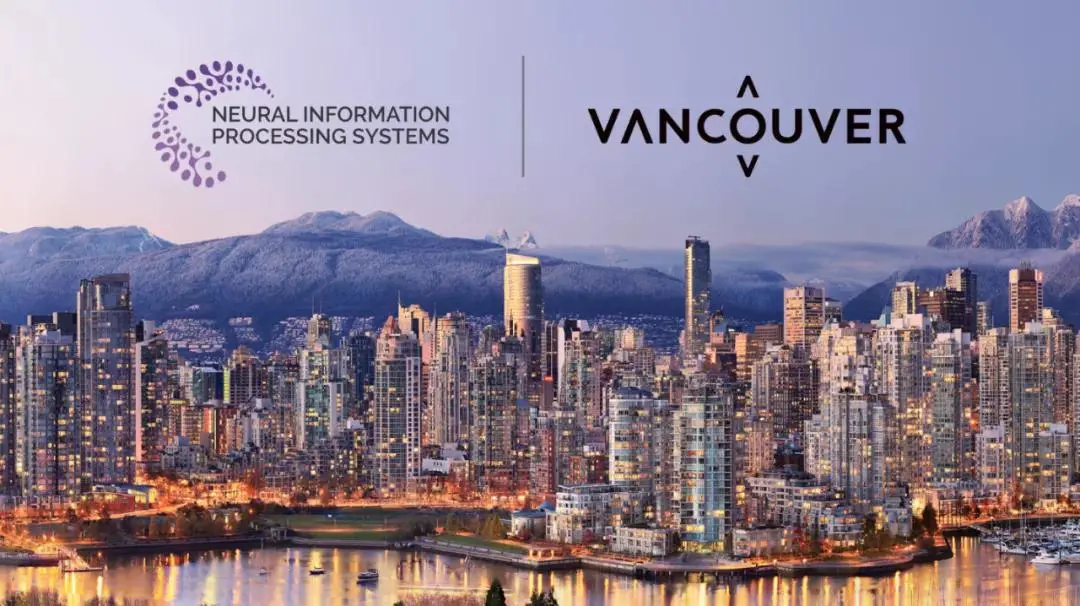 NEURAL INFORMATION
PROCESSING SYSTEMS
VANCOUVER